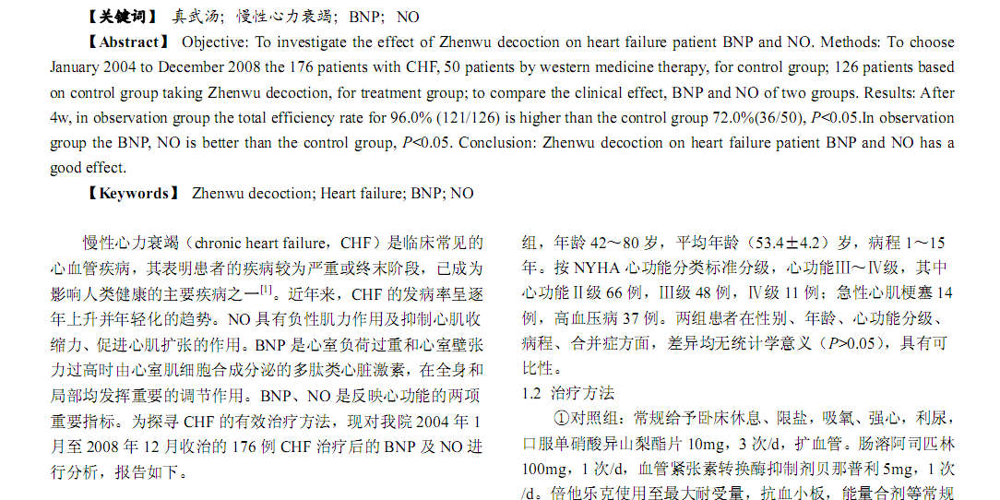 【关键词】 真武汤；慢性心力衰竭；BNP；NO
【Abstract】 Objective: To investigate the effect of Zhenwu decoction on heart failure patient BNP and NO. Methods: To choose
January 2004 to December 2008 the 176 patients with CHF, 50 patients by western medicine therapy, for control group; 126 patients based
on control group taking Zhenwu decoction, for treatment group; to compare the clinical effect, BNP and NO of two groups. Results: After
4w, in observation group the total efficiency rate for 96.0% (121/126) is higher than the control group 72.0%(36/50), P<0.05.In observation
group the BNP, NO is better than the control group, P<0.05. Conclusion: Zhenwu decoction on heart failure patient BNP and NO has a
good effect.
【Keywords】 Zhenwu decoction; Heart failure; BNP; NO
慢性心力衰竭（chronic heart failure，CHF）是临床常见的
心血管疾病，其表明患者的疾病较为严重或终末阶段，已成为
影响人类健康的主要疾病之一[1]。近年来，CHF 的发病率呈逐
年上升并年轻化的趋势。NO 具有负性肌力作用及抑制心肌收
缩力、促进心肌扩张的作用。BNP 是心室负荷过重和心室壁张
力过高时由心室肌细胞合成分泌的多肽类心脏激素，在全身和
局部均发挥重要的调节作用。BNP、NO 是反映心功能的两项
重要指标。为探寻 CHF 的有效治疗方法，现对我院 2004 年 1
月至 2008 年 12 月收治的 176 例 CHF 治疗后的 BNP 及 NO 进
行分析，报告如下。
组，年龄 42～80 岁，平均年龄（53.4±4.2）岁，病程 1～15
年。按 NYHA 心功能分类标准分级，心功能Ⅲ～Ⅳ级，其中
心功能Ⅱ级 66 例，Ⅲ级 48 例，Ⅳ级 11 例；急性心肌梗塞 14
例，高血压病 37 例。两组患者在性别、年龄、心功能分级、
病程、合并症方面，差异均无统计学意义（P>0.05），具有可
比性。
1.2 治疗方法
①对照组：常规给予卧床休息、限盐，吸氧、强心，利尿，
口服单硝酸异山梨酯片 10mg，3 次/d，扩血管。肠溶阿司匹林
100mg，1 次/d，血管紧张素转换酶抑制剂贝那普利 5mg，1 次
/d。倍他乐克使用至最大耐受量，抗血小板，能量合剂等常规